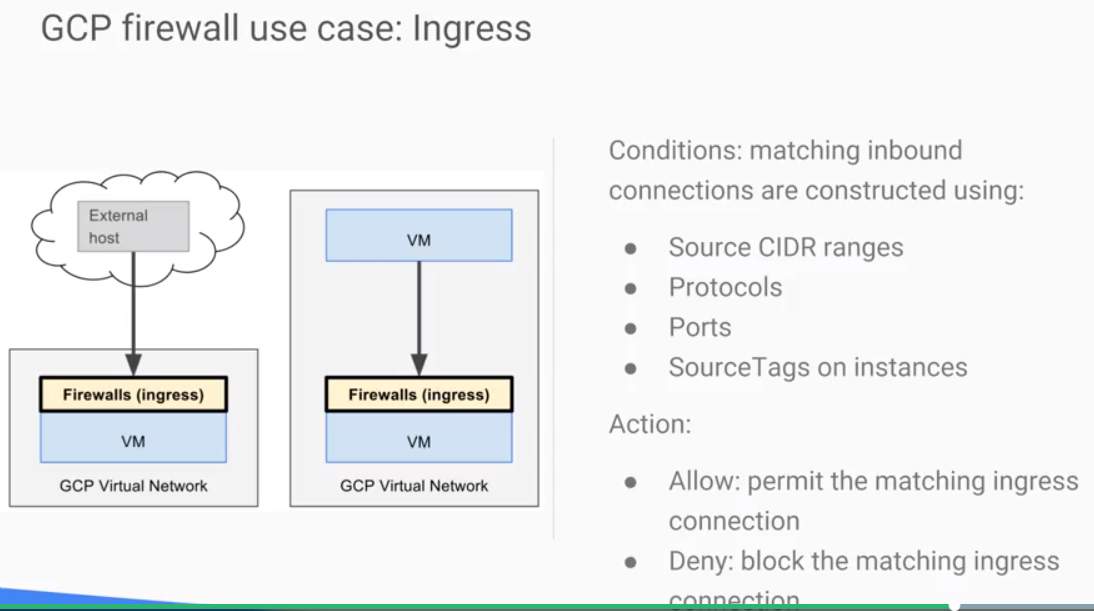 GCP firewall use case: Ingress
External
host
Firewalls (ingress)
VM
GCP Virtual Network
VM
Firewalls (ingress)
VM
GCP Virtual Network
Conditions: matching inbound
connections are constructed using:
● Source CIDR ranges
● Protocols
● Ports
● SourceTags on instances
Action:
● Allow: permit the matching ingress
connection
● Deny: block the matching ingress
connection